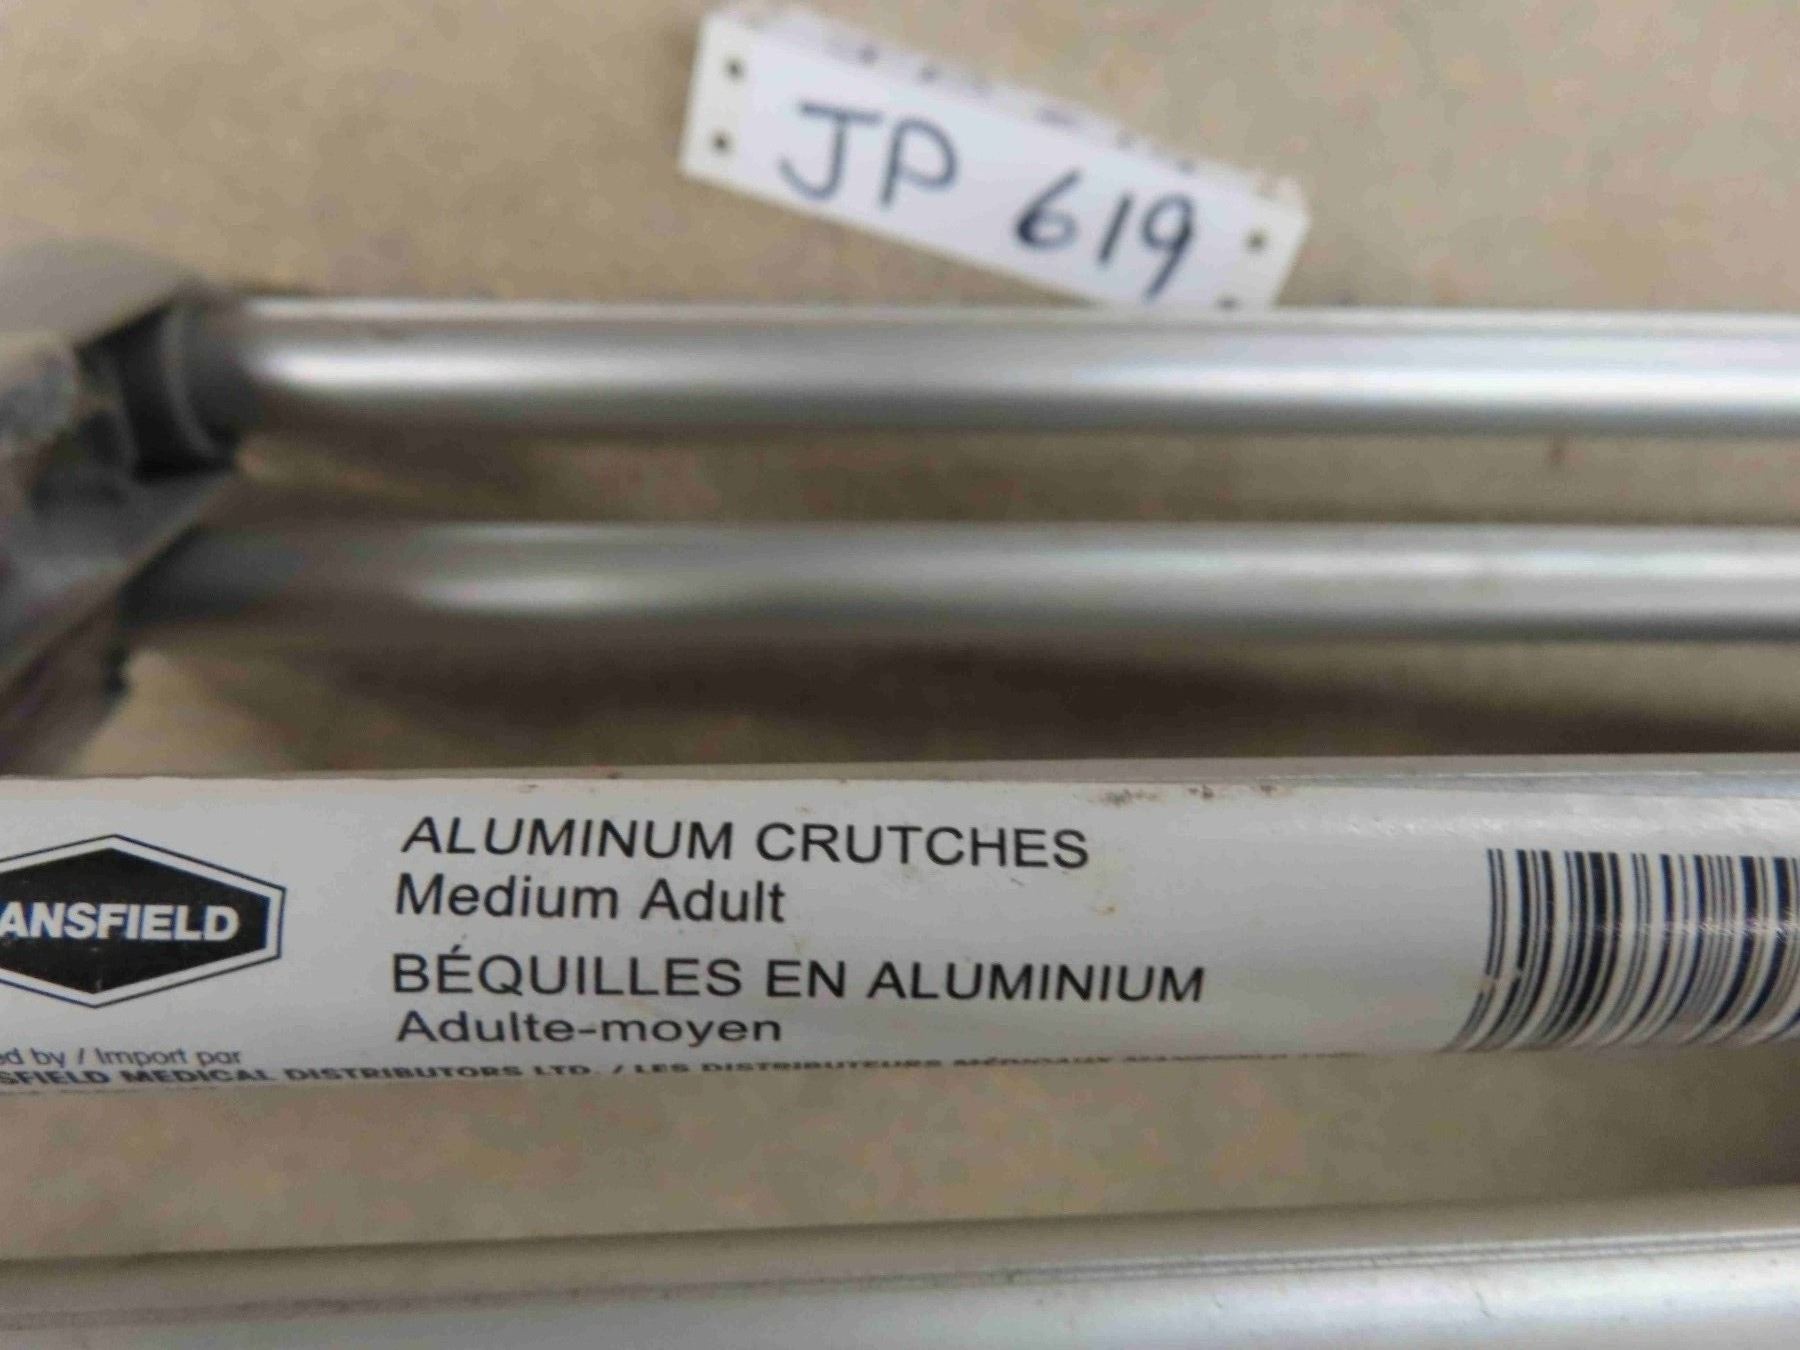 JP 619
ANSFIELD
ALUMINUM CRUTCHES
Medium Adult
BÉQUILLES EN ALUMINIUM
Adulte-moyen
ed by / Import par
SFIELD MEDICAL DISTRIBUTORS LTD. / LES DISTRIBUTEURS MÉDICAUX